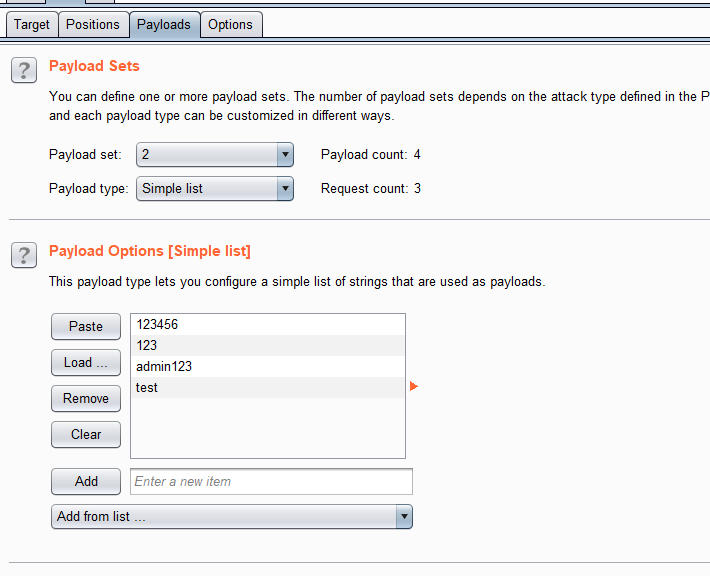 Target Positions Payloads Options
? Payload Sets
You can define one or more payload sets. The number of payload sets depends on the attack type defined in the P
and each payload type can be customized in different ways.
Payload set: 2 Payload count: 4
Payload type: Simple list Request count: 3
? Payload Options [Simple list]
This payload type lets you configure a simple list of strings that are used as payloads.
Paste
Load ...
Remove
Clear
123456
123
admin123
test
Add Enter a new item
Add from list ...